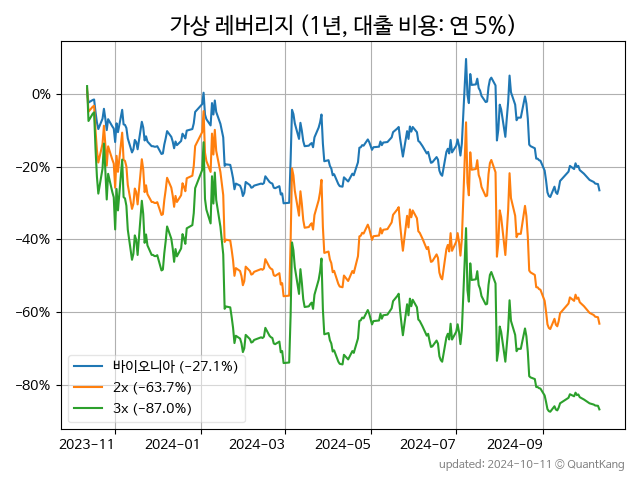 가상 레버리지 (1년, 대출 비용: 연 5%)
0%
−20%
−40%
−60%
−80%
바이오니아 (−27.1%)
2x (−63.7%)
3x (−87.0%)
2023−11 2024−01 2024−03 2024−05 2024−07 2024−09
updated: 2024−10−11 © QuantKang